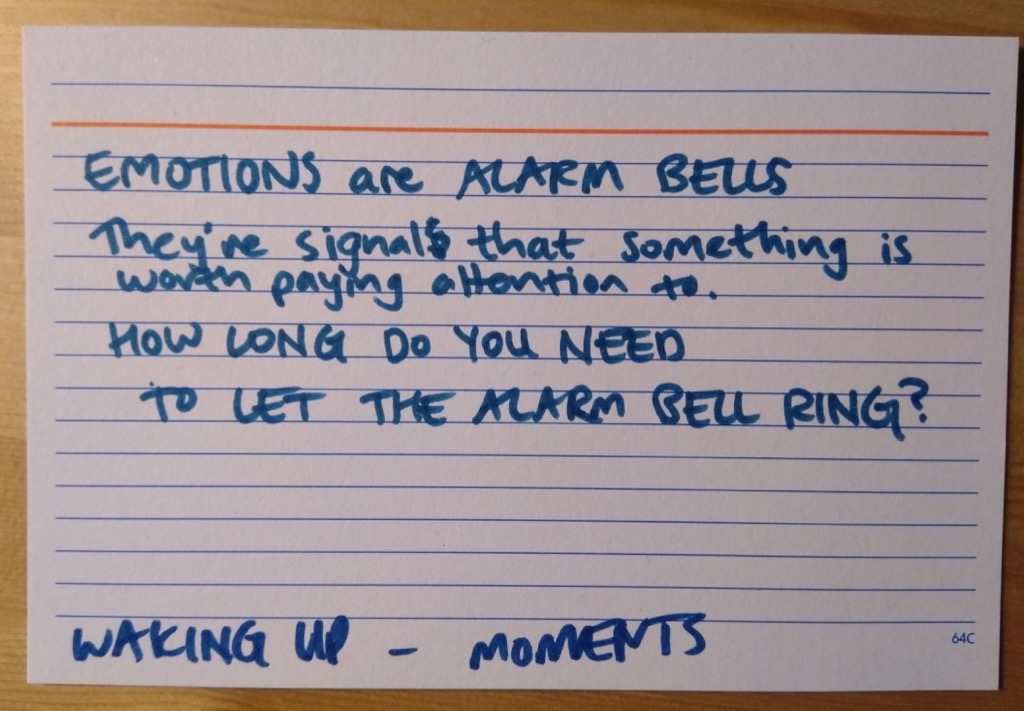 EMOTIONS are ALARM BELLS
They're signals that something is
worth paying attention to.
HOW LONG DO YOU NEED
TO LET THE ALARM BELL RING?
WAKING UP - MOMENTS
64C